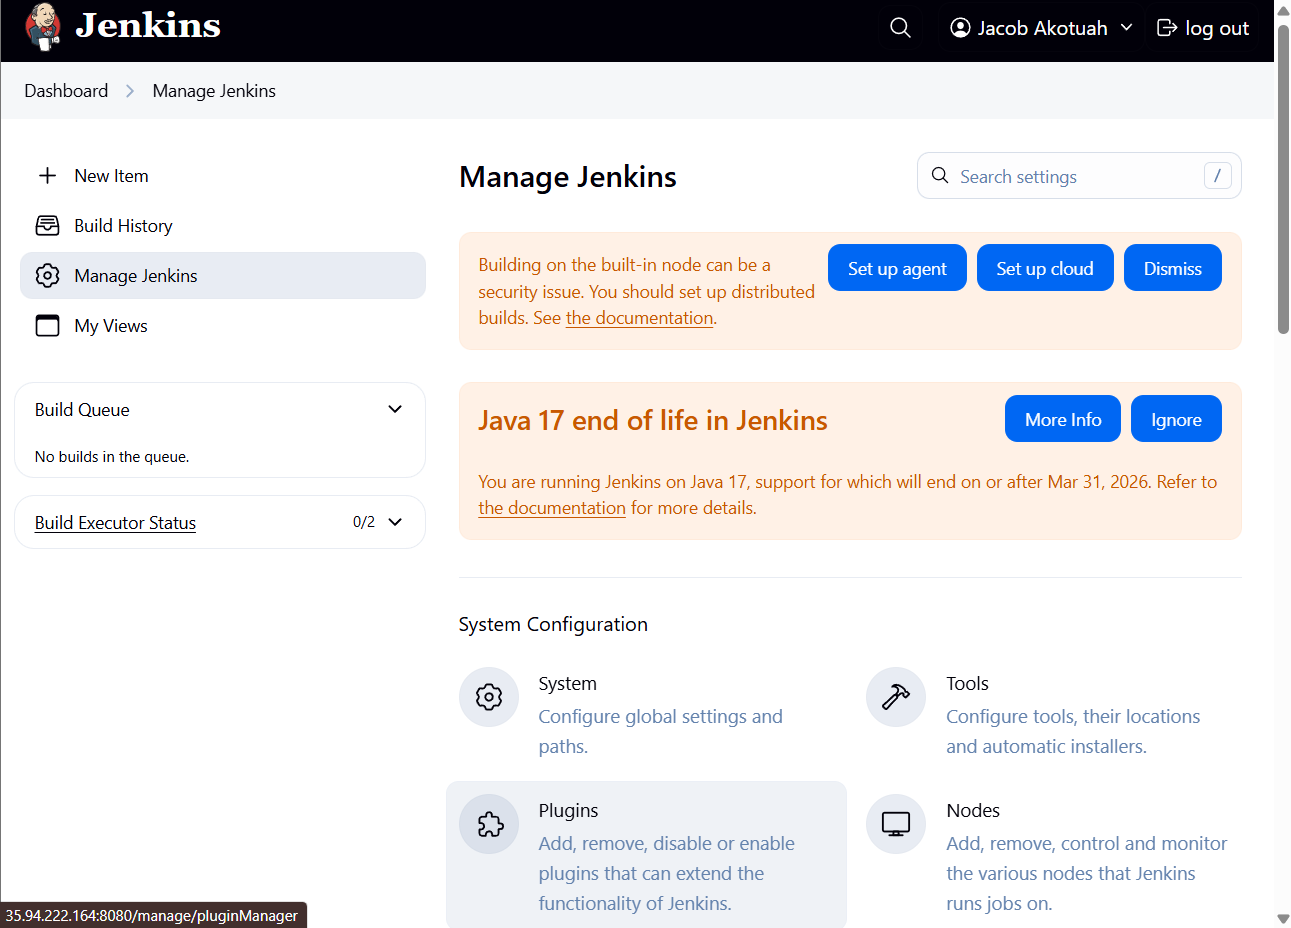 Jenkins
Jacob Akotuah
log out
Dashboard
Manage Jenkins
New Item
Build History
Manage Jenkins
My Views
Build Queue
No builds in the queue.
Build Executor Status
0/2
Manage Jenkins
Search settings
/
Building on the built-in node can be a
security issue. You should set up distributed
builds. See the documentation.
Set up agent
Set up cloud
Dismiss
Java 17 end of life in Jenkins
More Info
Ignore
You are running Jenkins on Java 17, support for which will end on or after Mar 31, 2026. Refer to
the documentation for more details.
System Configuration
System
Configure global settings and
paths.
Tools
Configure tools, their locations
and automatic installers.
Plugins
Add, remove, disable or enable
plugins that can extend the
functionality of Jenkins.
Nodes
Add, remove, control and monitor
the various nodes that Jenkins
runs jobs on.
35.94.222.164:8080/manage/pluginManager